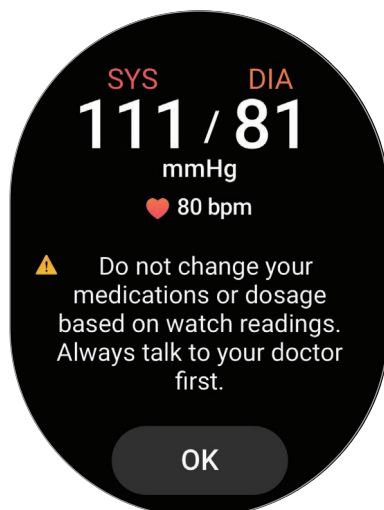 SYS DIA
111 / 81
mmHg
80 bpm
Do not change your
medications or dosage
based on watch readings.
Always talk to your doctor
first.
OK